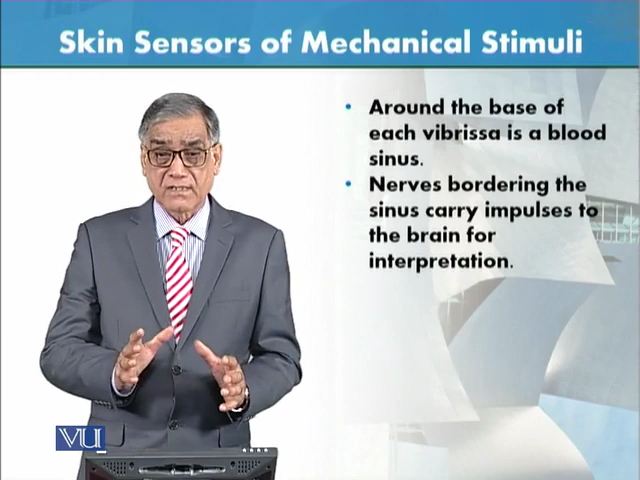 Skin Sensors of Mechanical Stimuli
• Around the base of
each vibrissa is a blood
sinus.
• Nerves bordering the
sinus carry impulses to
the brain for
interpretation.
VU